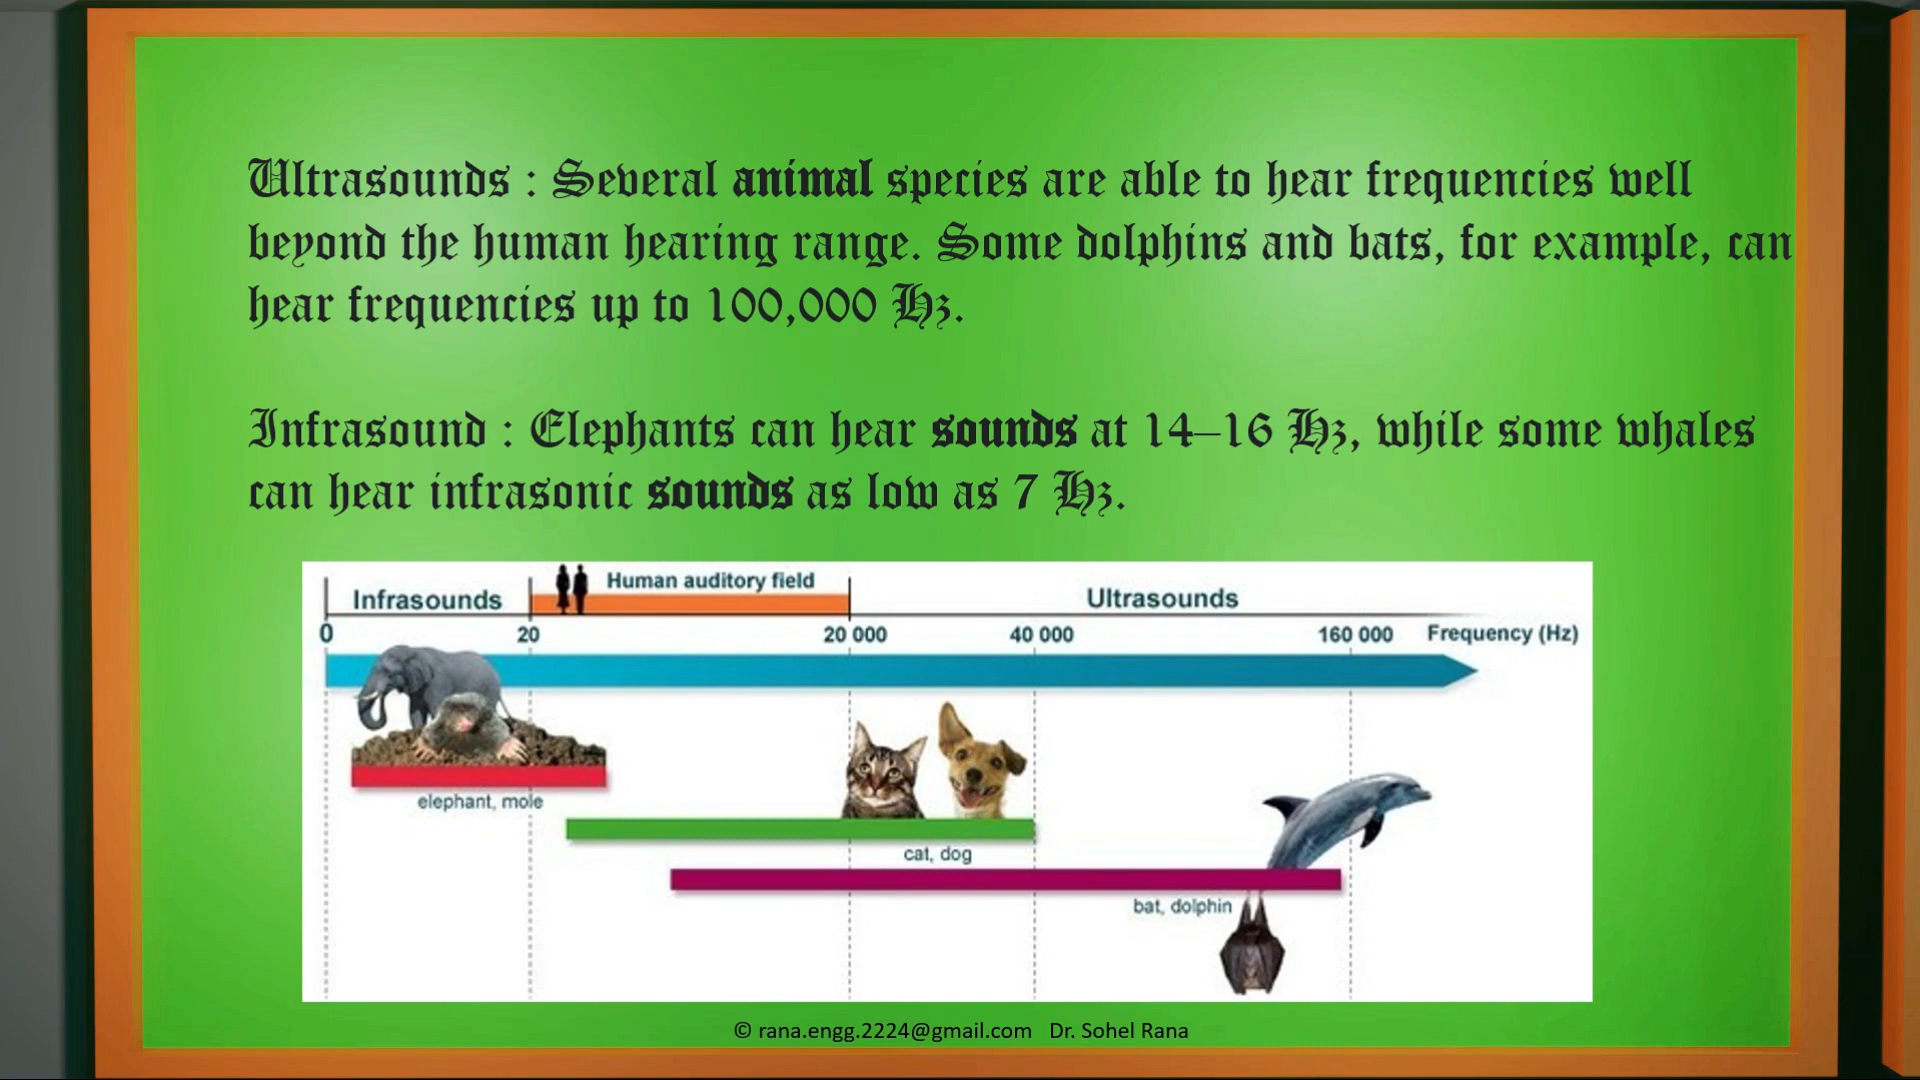 Ultrasounds : Several animal species are able to hear frequencies well
beyond the human hearing range. Some dolphins and bats, for example, can
hear frequencies up to 100,000 Hz.
Infrasound : Elephants can hear sounds at 14–16 Hz, while some whales
can hear infrasonic sounds as low as 7 Hz.
Human auditory field
Infrasounds
Ultrasounds
0 20 20 000 40 000 160 000 Frequency (Hz)
elephant, mole
cat, dog
bat, dolphin
© rana.engg.2224@gmail.com Dr. Sohel Rana